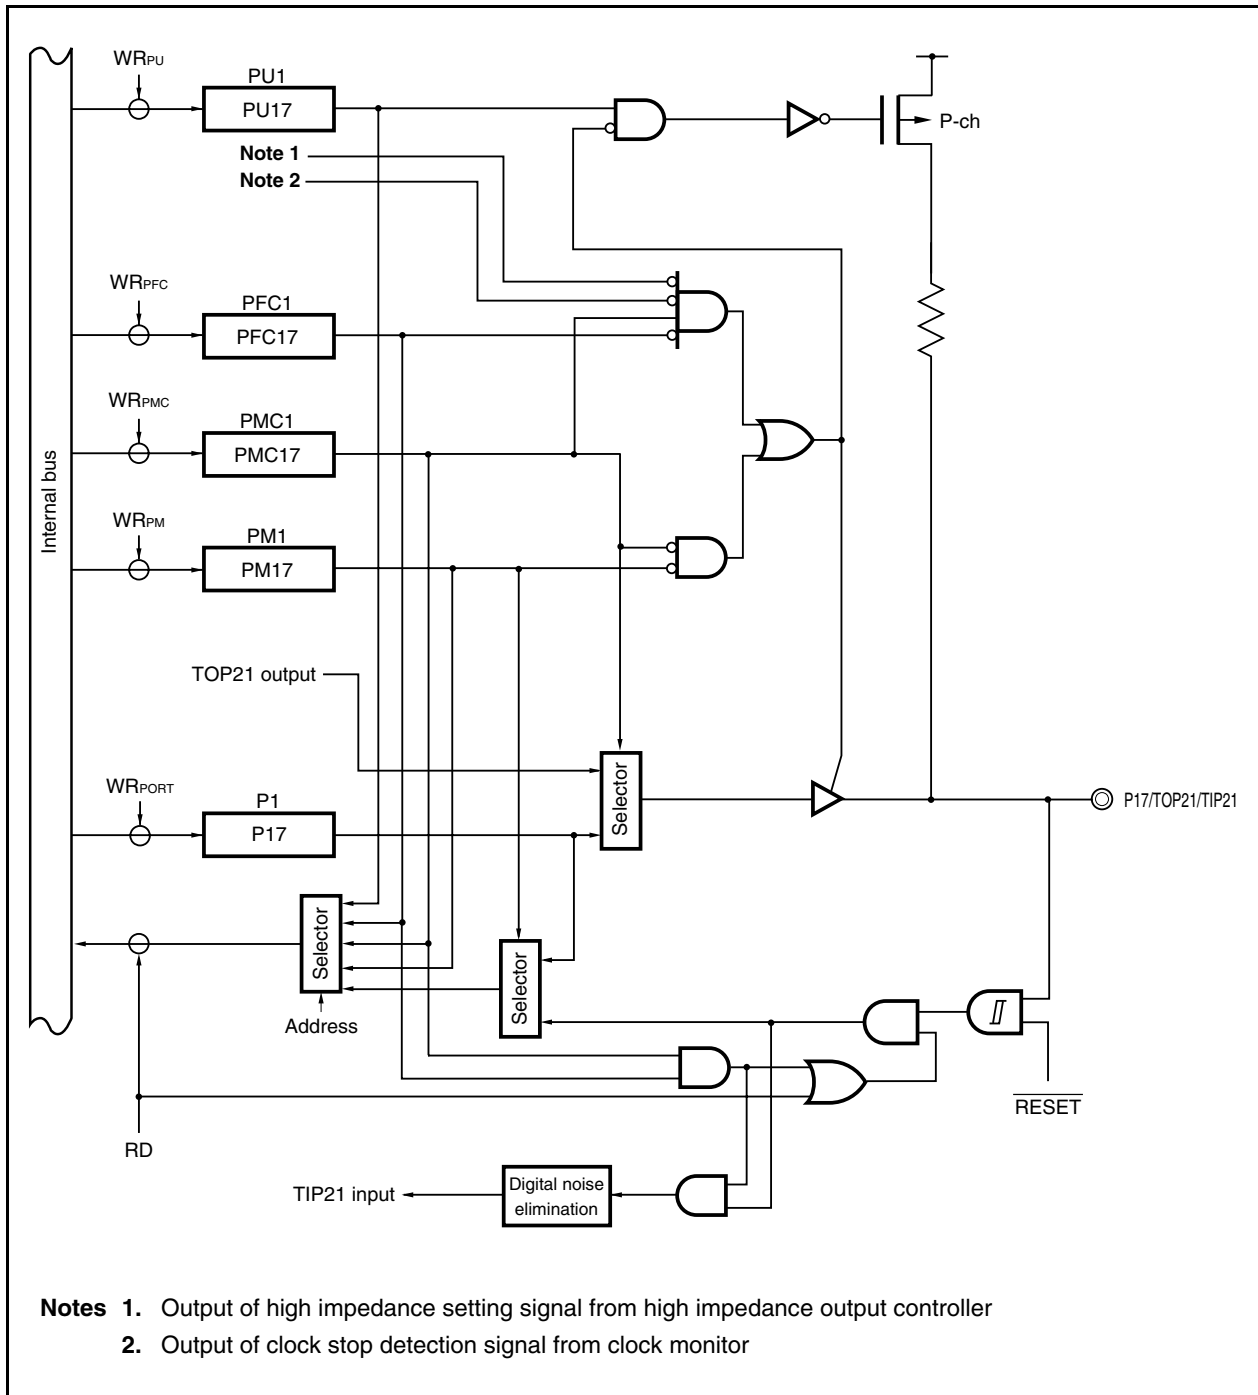 WRPU
PU1
PU17
P-ch
Note 1
Note 2
WRPFC
PFC1
PFC17
WRPMC
PMC1
PMC17
Internal bus
WRPM
PM1
PM17
TOP21 output
WRPORT
P1
P17
Selector
P17/TOP21/TIP21
Selector
Selector
Address
RESET
RD
TIP21 input
Digital noise
elimination
Notes 1. Output of high impedance setting signal from high impedance output controller
2. Output of clock stop detection signal from clock monitor